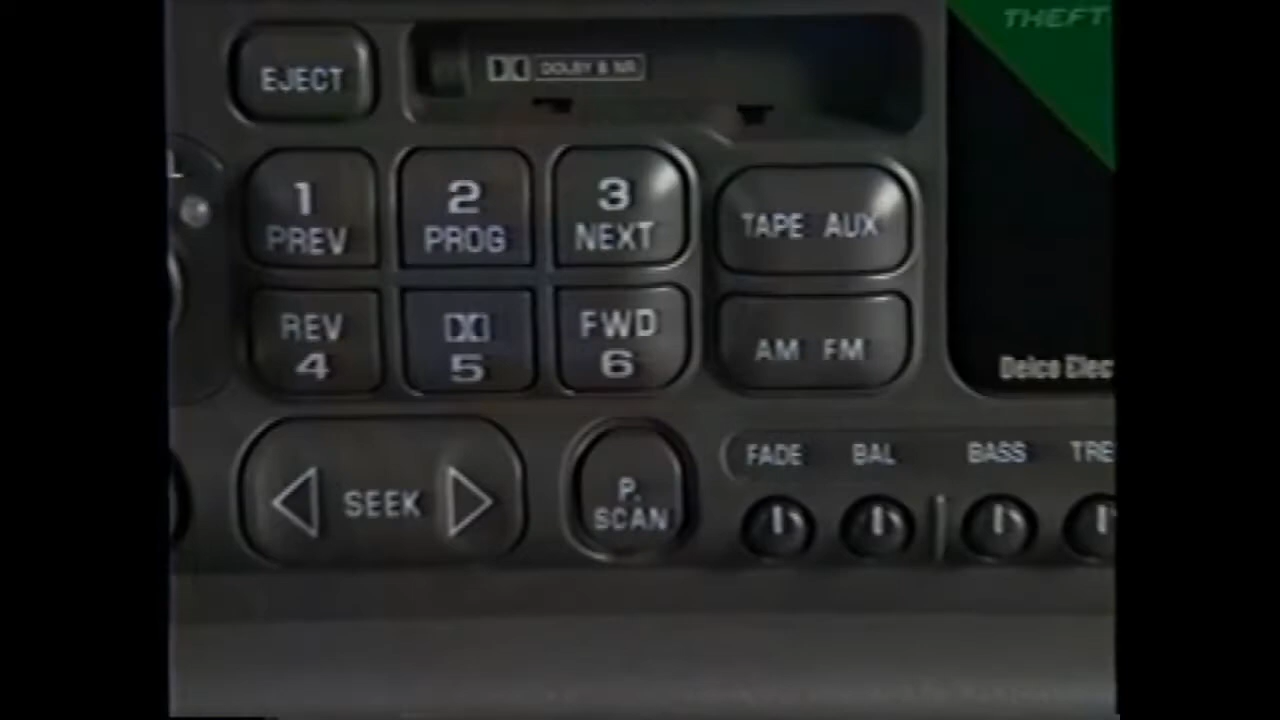 THEFT
EJECT
DOLBY B NR
L
1
PREV
2
PROG
3
NEXT
TAPE AUX
REV
4
5
FWD
6
AM FM
Delco Elec
SEEK
P.
SCAN
FADE BAL BASS TRE